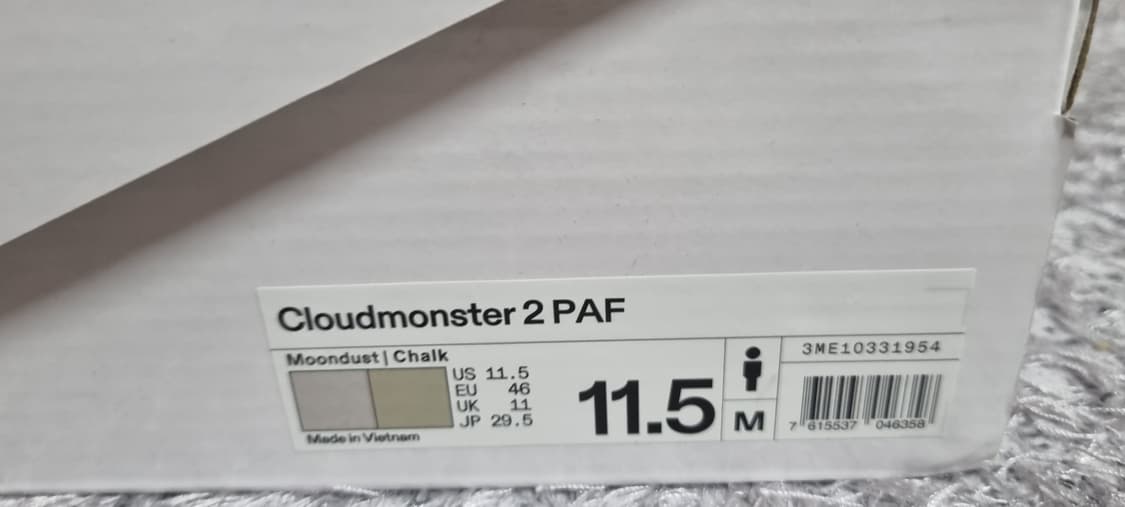 Cloudmonster 2 PAF
Moondust | Chalk
US 11.5
EU 46
UK 11
JP 29.5
Made in Vietnam
11.5
M
3ME10331954
7 615537 046358